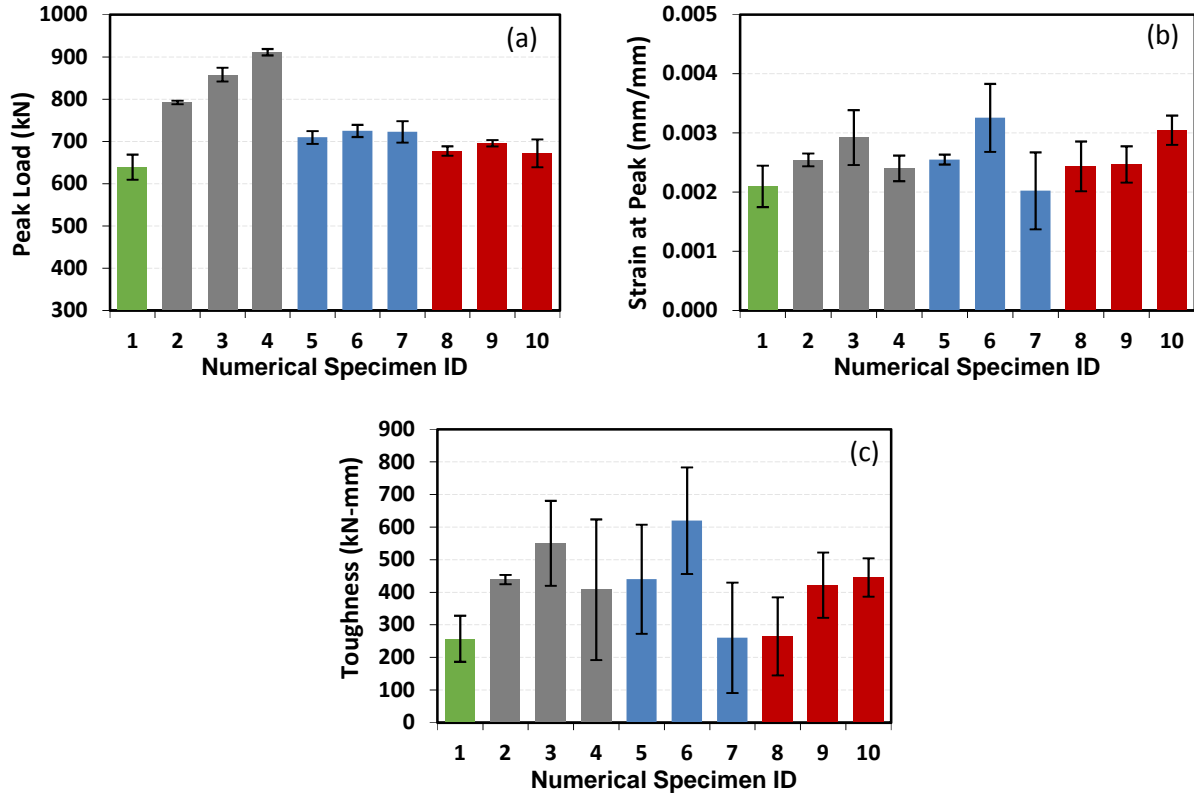 (a)
Peak Load (kN)
1000
900
800
700
600
500
400
300
1 2 3 4 5 6 7 8 9 10
Numerical Specimen ID
(b)
Strain at Peak (mm/mm)
0.005
0.004
0.003
0.002
0.001
0.000
1 2 3 4 5 6 7 8 9 10
Numerical Specimen ID
(c)
Toughness (kN-mm)
900
800
700
600
500
400
300
200
100
0
1 2 3 4 5 6 7 8 9 10
Numerical Specimen ID